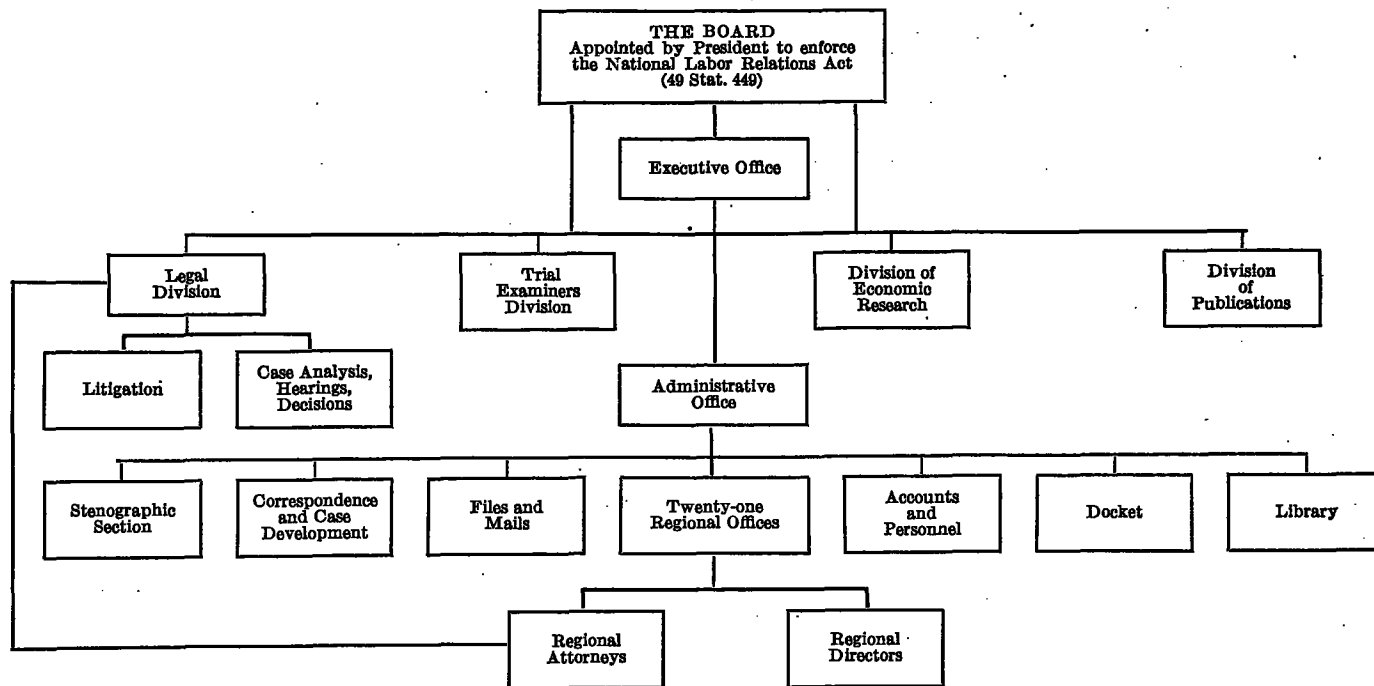 THE BOARD
Appointed by President to enforce
the National Labor Relations Act
(49 Stat. 449)
Executive Office
Legal
Division
Trial
Examiners
Division
Division of
Economic
Research
Division
of
Publications
Litigation
Case Analysis,
Hearings,
Decisions
Administrative
Office
Stenographic
Section
Correspondence
and Case
Development
Files and
Mails
Twenty-one
Regional Offices
Accounts
and
Personnel
Docket
Library
Regional
Attorneys
Regional
Directors